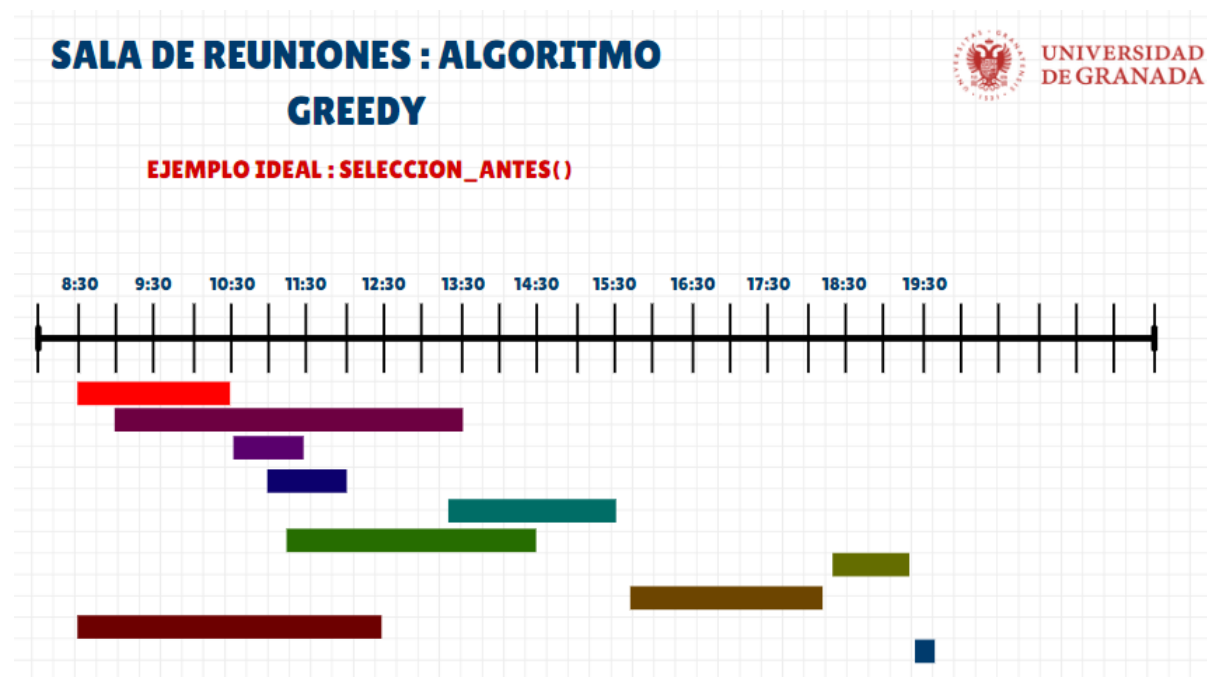 SALA DE REUNIONES : ALGORITMO
GREEDY
UNIVERSIDAD
DE GRANADA
EJEMPLO IDEAL : SELECCION_ANTES()
8:30 9:30 10:30 11:30 12:30 13:30 14:30 15:30 16:30 17:30 18:30 19:30